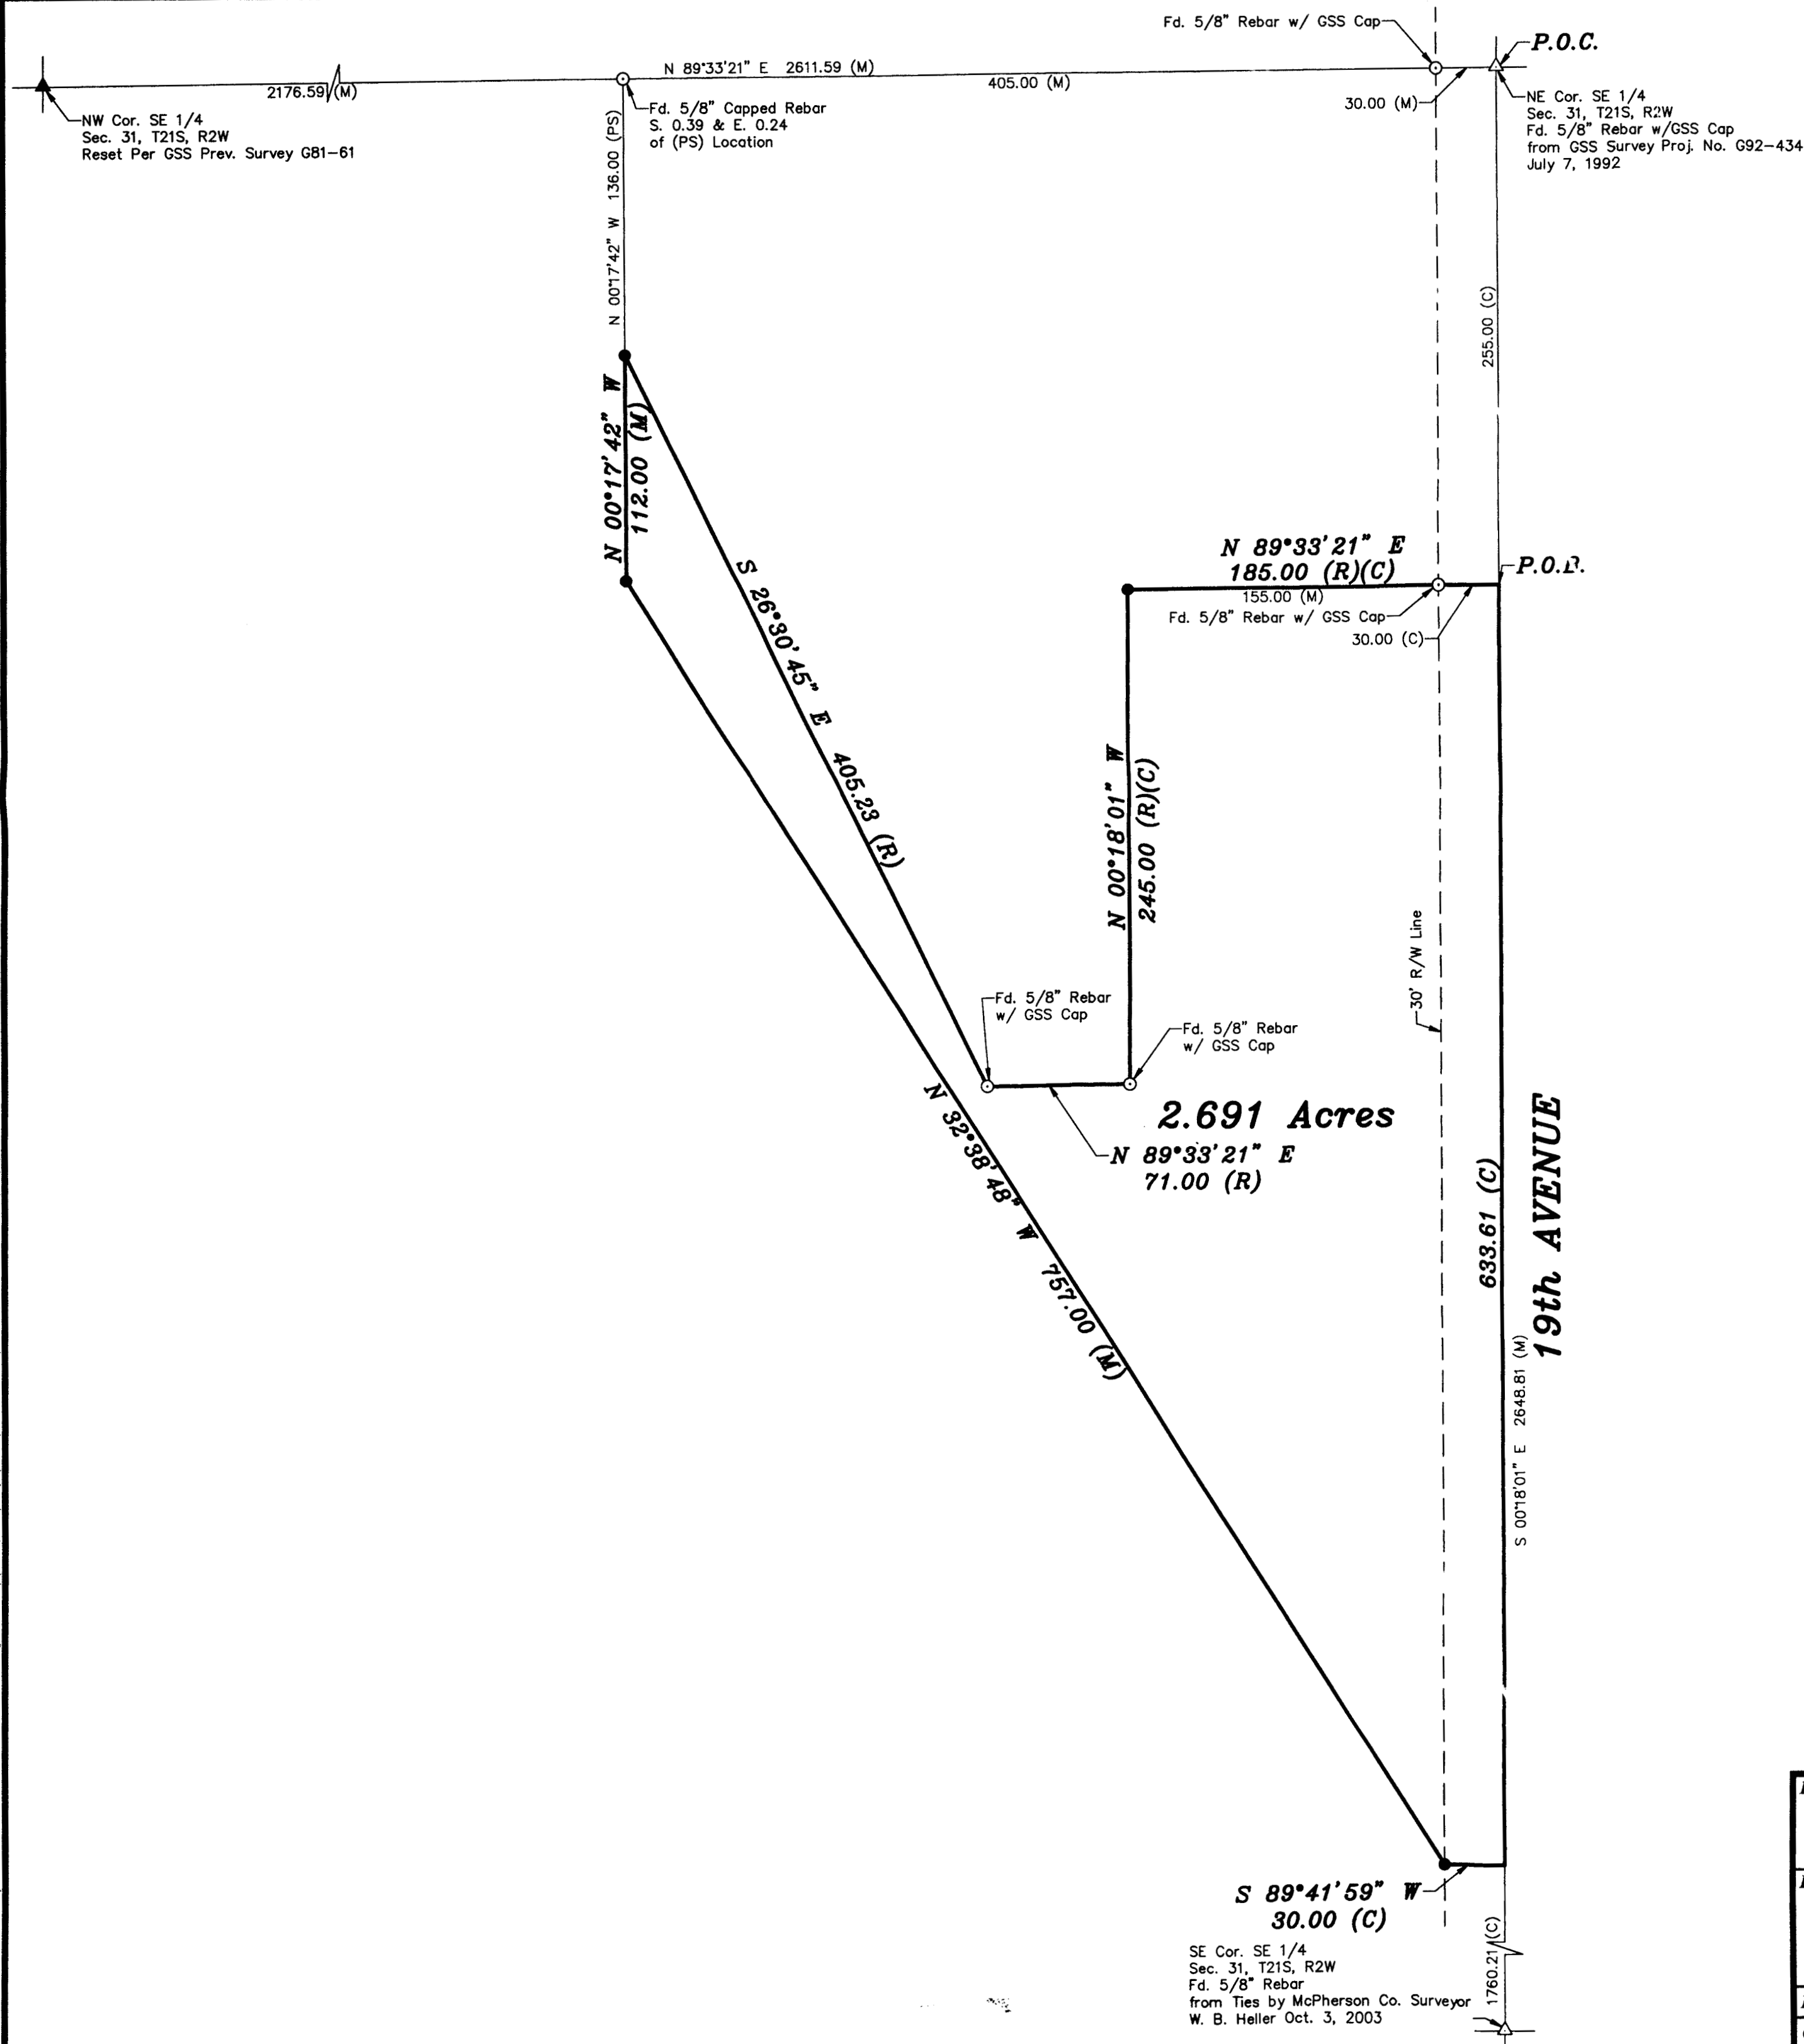 Fd. 5/8" Rebar w/ GSS Cap
P.O.C.
N 89°33'21" E 2611.59 (M)
2176.59 (M)
405.00 (M)
30.00 (M)
NW Cor. SE 1/4
Sec. 31, T21S, R2W
Reset Per GSS Prev. Survey G81-61
Fd. 5/8" Capped Rebar
S. 0.39 & E. 0.24
of (PS) Location
NE Cor. SE 1/4
Sec. 31, T21S, R2W
Fd. 5/8" Rebar w/GSS Cap
from GSS Survey Proj. No. G92-434
July 7, 1992
N 00°17'42" W 136.00 (PS)
255.00 (C)
N 00°17'42" W
112.00 (M)
S 26°30'45" E 405.23 (R)
N 89°33'21" E
185.00 (R)(C)
155.00 (M)
P.O.B.
Fd. 5/8" Rebar w/ GSS Cap
30.00 (C)
N 00°18'01" W
245.00 (R)(C)
30' R/W Line
Fd. 5/8" Rebar
w/ GSS Cap
Fd. 5/8" Rebar
w/ GSS Cap
2.691 Acres
N 89°33'21" E
71.00 (R)
N 32°38'48" W 757.00 (M)
633.61 (C)
19th AVENUE
S 00°18'01" E 2648.81 (M)
S 89°41'59" W
30.00 (C)
SE Cor. SE 1/4
Sec. 31, T21S, R2W
Fd. 5/8" Rebar
from Ties by McPherson Co. Surveyor
W. B. Heller Oct. 3, 2003
1760.21 (C)